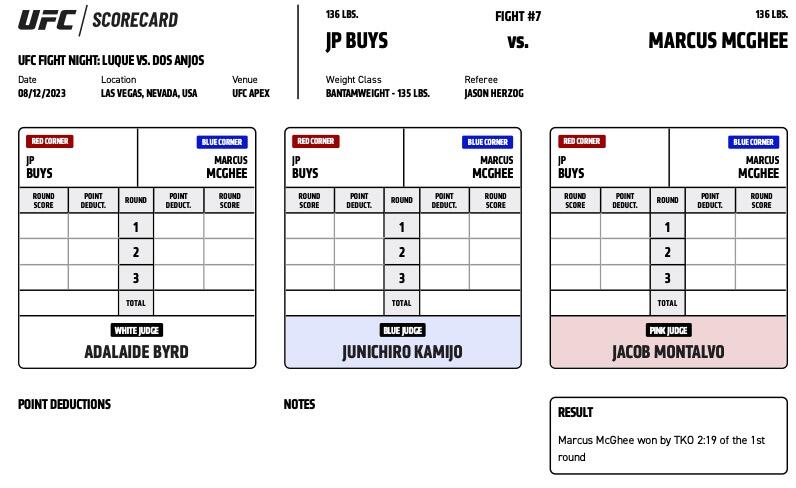 UFC / SCORECARD
UFC FIGHT NIGHT: LUQUE VS. DOS ANJOS
Date Location Venue
08/12/2023 LAS VEGAS, NEVADA, USA UFC APEX
136 LBS. FIGHT #7 136 LBS.
JP BUYS vs. MARCUS MCGHEE
Weight Class Referee
BANTAMWEIGHT - 135 LBS. JASON HERZOG
RED CORNER BLUE CORNER
JP MARCUS
BUYS MCGHEE
ROUND POINT ROUND POINT ROUND
SCORE DEDUCT. DEDUCT. SCORE
1
2
3
TOTAL
WHITE JUDGE
ADALAIDE BYRD
RED CORNER BLUE CORNER
JP MARCUS
BUYS MCGHEE
ROUND POINT ROUND POINT ROUND
SCORE DEDUCT. DEDUCT. SCORE
1
2
3
TOTAL
BLUE JUDGE
JUNICHIRO KAMIJO
RED CORNER BLUE CORNER
JP MARCUS
BUYS MCGHEE
ROUND POINT ROUND POINT ROUND
SCORE DEDUCT. DEDUCT. SCORE
1
2
3
TOTAL
PINK JUDGE
JACOB MONTALVO
POINT DEDUCTIONS
NOTES
RESULT
Marcus McGhee won by TKO 2:19 of the 1st
round